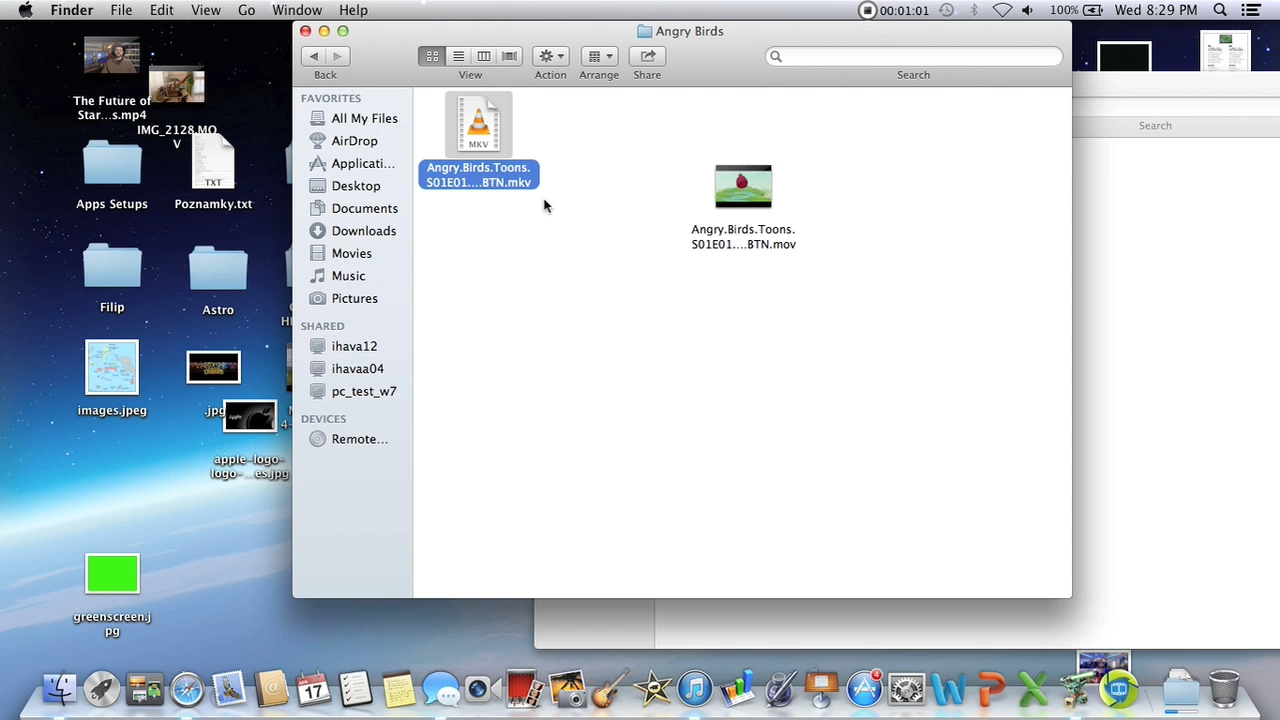 Finder File Edit View Go Window Help
00:01:01 100% Wed 8:29 PM
Angry Birds
Back View Action Arrange Share Search
FAVORITES
All My Files
AirDrop
Applicati...
Desktop
Documents
Downloads
Movies
Music
Pictures
SHARED
ihava12
ihavaa04
pc_test_w7
DEVICES
Remote...
MKV
Angry.Birds.Toons.
S01E01....BTN.mkv
Angry.Birds.Toons.
S01E01....BTN.mov
Search
The Future of
Star...s.mp4
IMG_2128.MO
V
Apps Setups
TXT
Poznamky.txt
Filip
Astro
images.jpeg
.jpg
apple-logo-
logo-...es.jpg
greenscreen.j
pg
JUL
17
4